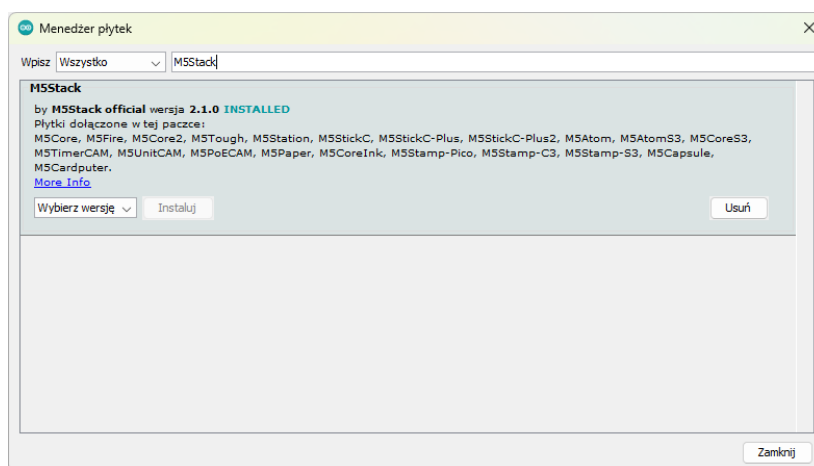 Menedżer płytek
Wpisz Wszystko M5Stack
M5Stack
by M5Stack official wersja 2.1.0 INSTALLED
Płytki dołączone w tej paczce:
M5Core, M5Fire, M5Core2, M5Tough, M5Station, M5StickC, M5StickC-Plus, M5StickC-Plus2, M5Atom, M5AtomS3, M5CoreS3,
M5TimerCAM, M5UnitCAM, M5PoECAM, M5Paper, M5CoreInk, M5Stamp-Pico, M5Stamp-C3, M5Stamp-S3, M5Capsule,
M5Cardputer.
More Info
Wybierz wersję Instaluj Usuń
Zamknij